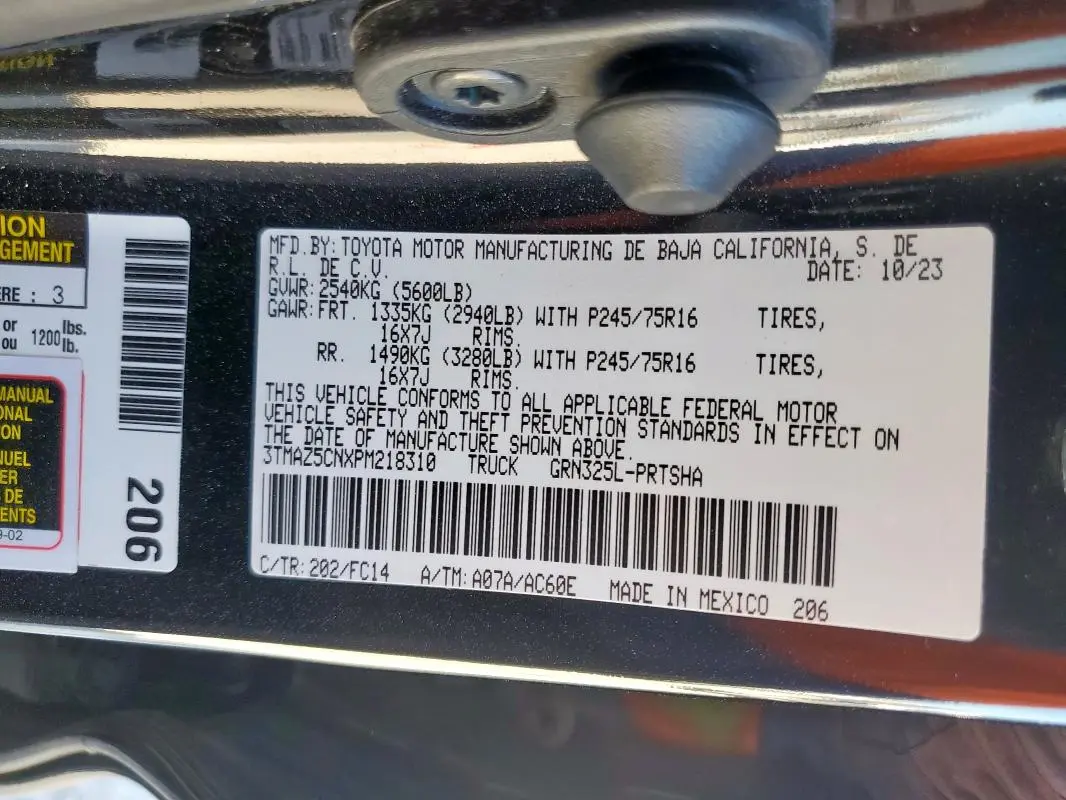 ION
GEMENT
ERE : 3
or
ou 1200 lbs.
lb.
MANUAL
ONAL
ON
NUEL
ER
DE
ENTS
9-02
206
MFD. BY: TOYOTA MOTOR MANUFACTURING DE BAJA CALIFORNIA, S. DE
R.L. DE C.V. DATE: 10/23
GVWR: 2540KG (5600LB)
GAWR: FRT. 1335KG (2940LB) WITH P245/75R16 TIRES,
16X7J RIMS.
RR. 1490KG (3280LB) WITH P245/75R16 TIRES,
16X7J RIMS.
THIS VEHICLE CONFORMS TO ALL APPLICABLE FEDERAL MOTOR
VEHICLE SAFETY AND THEFT PREVENTION STANDARDS IN EFFECT ON
THE DATE OF MANUFACTURE SHOWN ABOVE.
3TMAZ5CNXPM218310 TRUCK GRN325L-PRTSHA
C/TR: 202/FC14 A/TM: A07A/AC60E MADE IN MEXICO 206